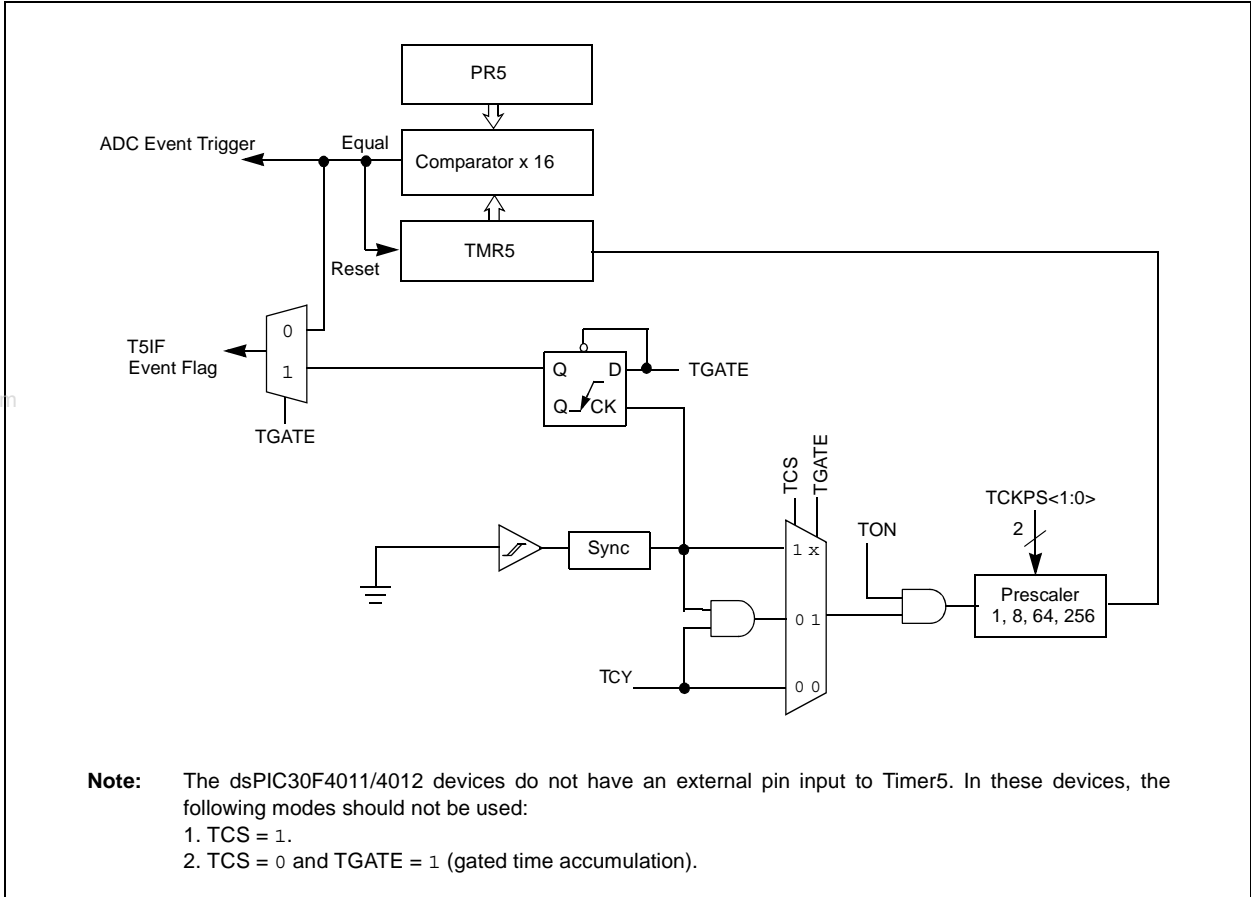 PR5
ADC Event Trigger
Equal
Comparator x 16
TMR5
Reset
0
1
T5IF
Event Flag
TGATE
Q
D
Q
CK
TGATE
TCS
TGATE
TCKPS<1:0>
2
TON
Sync
1 x
Prescaler
1, 8, 64, 256
0 1
TCY
0 0
m
Note: The dsPIC30F4011/4012 devices do not have an external pin input to Timer5. In these devices, the
following modes should not be used:
1. TCS = 1.
2. TCS = 0 and TGATE = 1 (gated time accumulation).